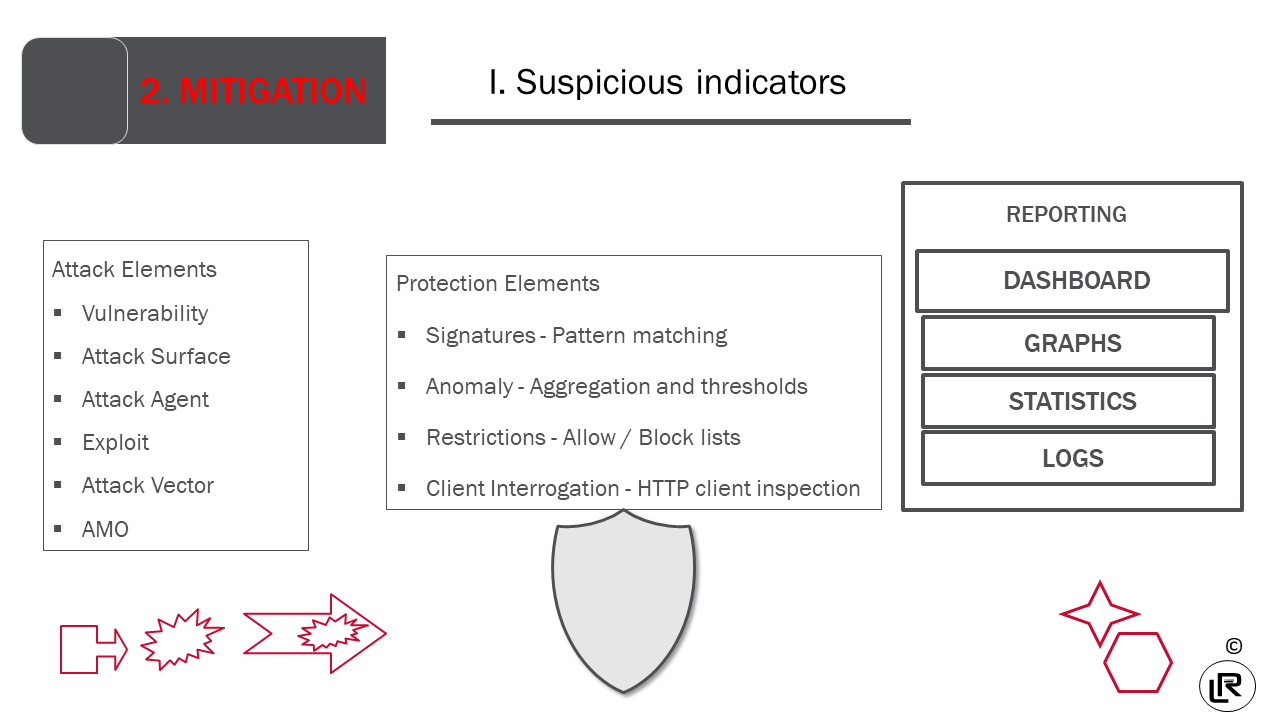 2. MITIGATION
I. Suspicious indicators
Attack Elements
▪ Vulnerability
▪ Attack Surface
▪ Attack Agent
▪ Exploit
▪ Attack Vector
▪ AMO
Protection Elements
▪ Signatures - Pattern matching
▪ Anomaly - Aggregation and thresholds
▪ Restrictions - Allow / Block lists
▪ Client Interrogation - HTTP client inspection
REPORTING
DASHBOARD
GRAPHS
STATISTICS
LOGS
©
LR